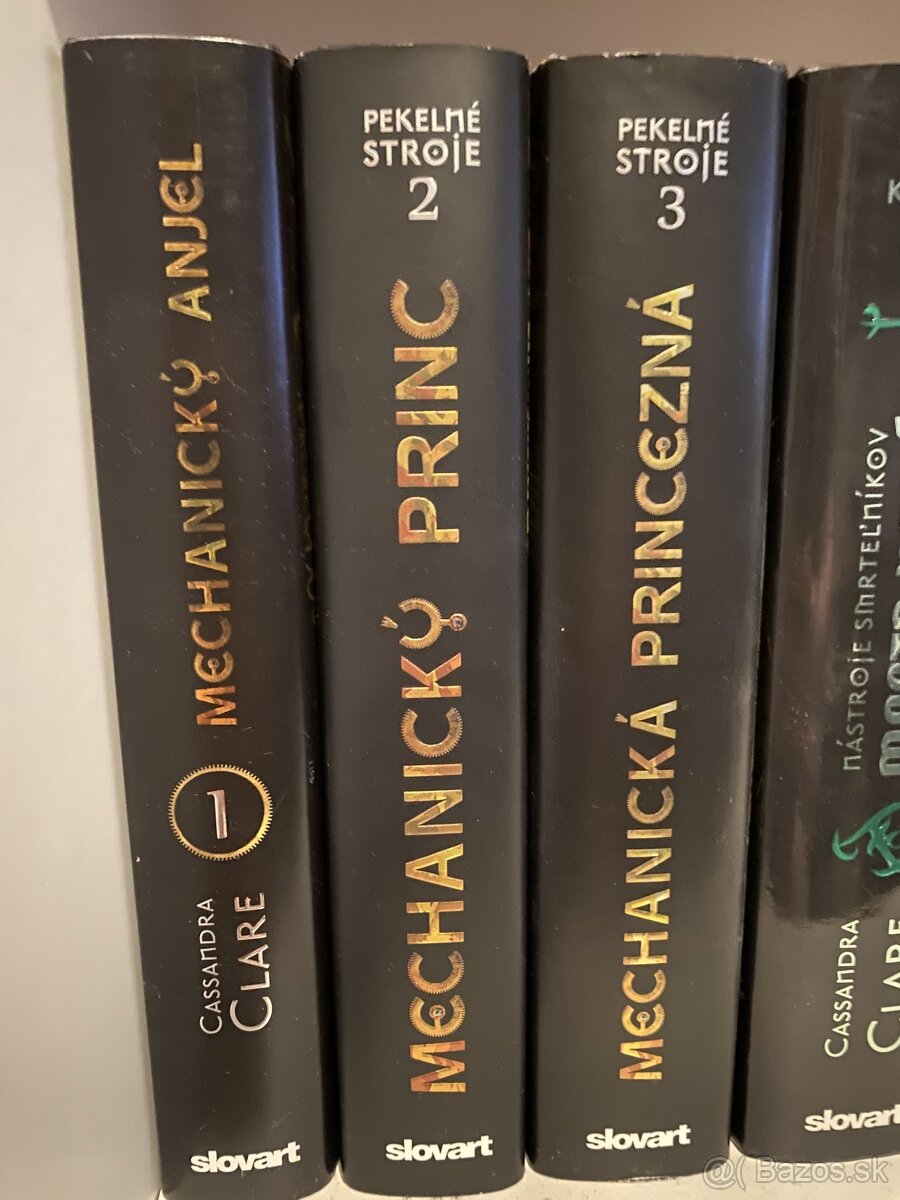 MECHANICKÝ ANJEL
1
CASSANDRA
CLARE
slovart
PEKELNÉ
STROJE
2
MECHANICKÝ PRINC
slovart
PEKELNÉ
STROJE
3
MECHANICKÁ PRINCEZNÁ
slovart
K
NÁSTROJE SMRTEĽNÍKOV
CASSANDRA
CLARE
slovart
Bazos.sk